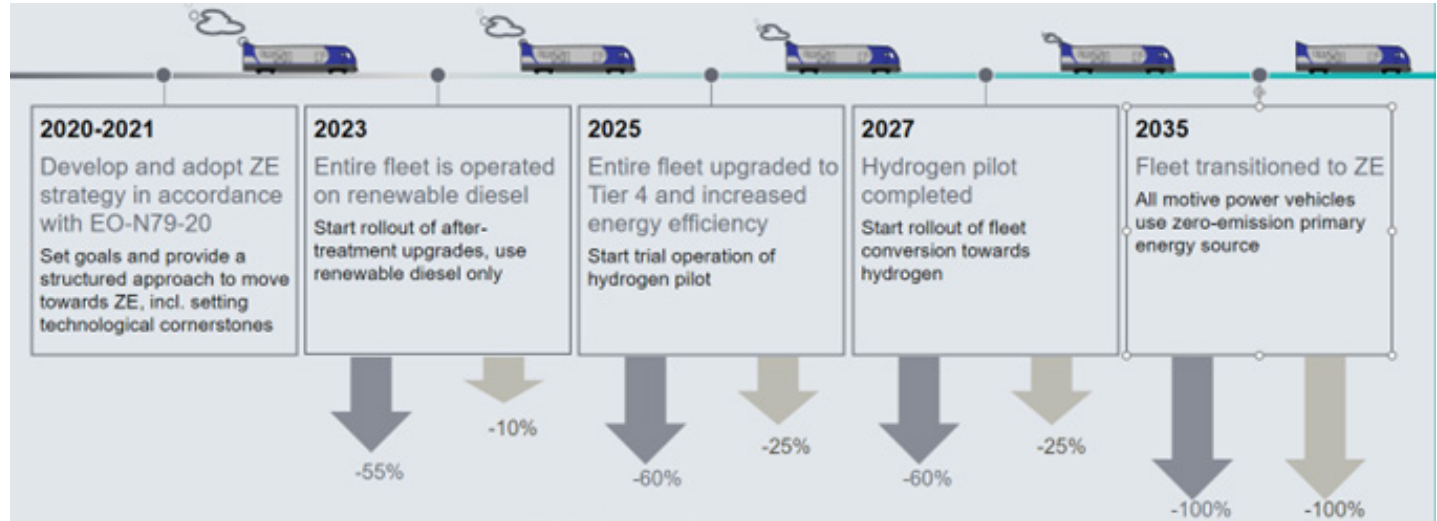 2020-2021
Develop and adopt ZE
strategy in accordance
with EO-N79-20
Set goals and provide a
structured approach to move
towards ZE, incl. setting
technological cornerstones
2023
Entire fleet is operated
on renewable diesel
Start rollout of after-
treatment upgrades, use
renewable diesel only
2025
Entire fleet upgraded to
Tier 4 and increased
energy efficiency
Start trial operation of
hydrogen pilot
2027
Hydrogen pilot
completed
Start rollout of fleet
conversion towards
hydrogen
2035
Fleet transitioned to ZE
All motive power vehicles
use zero-emission primary
energy source
-55%
-10%
-60%
-25%
-60%
-25%
-100%
-100%